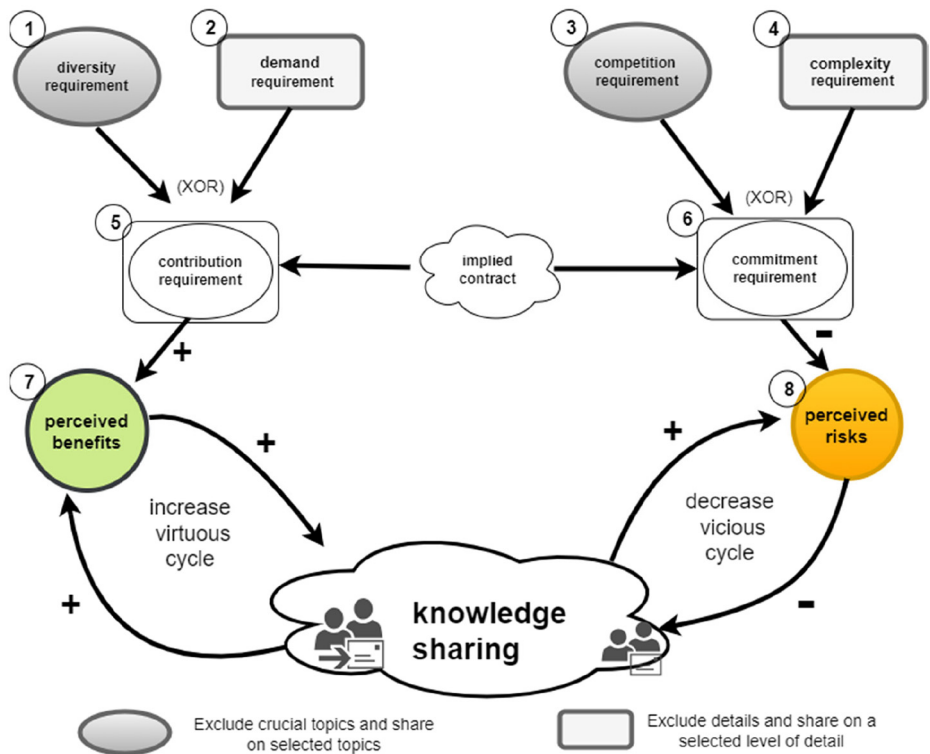 1
diversity
requirement
2
demand
requirement
3
competition
requirement
4
complexity
requirement
(XOR)
(XOR)
5
contribution
requirement
implied
contract
6
commitment
requirement
+
-
7
perceived
benefits
8
perceived
risks
+
+
increase
virtuous
cycle
decrease
vicious
cycle
+
-
knowledge
sharing
Exclude crucial topics and share
on selected topics
Exclude details and share on a
selected level of detail